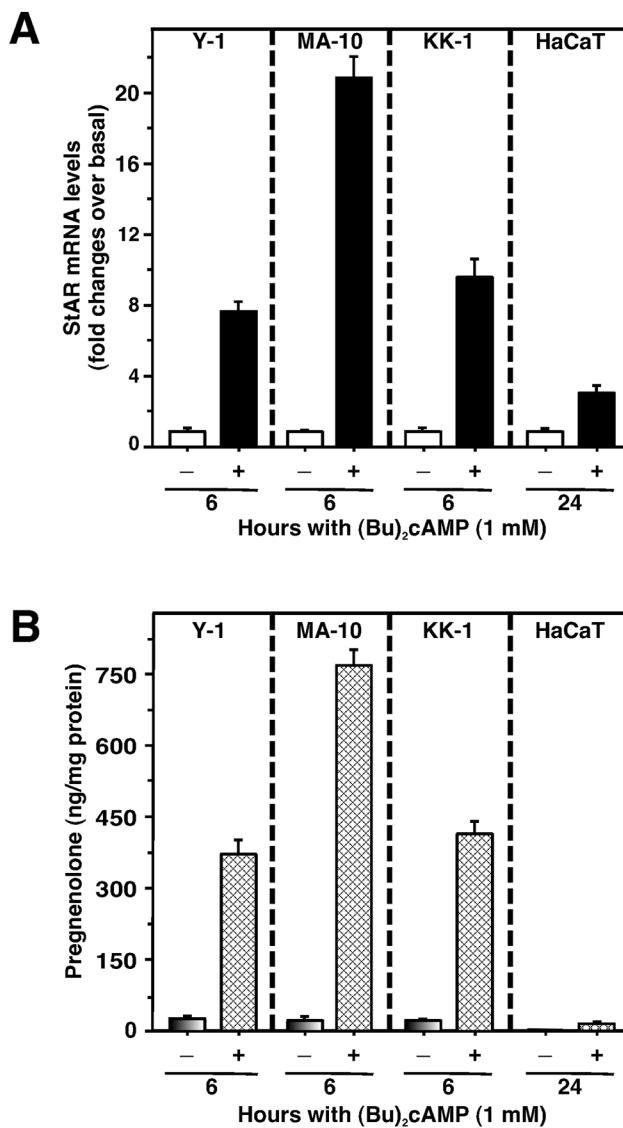 A
Y-1 MA-10 KK-1 HaCaT
StAR mRNA levels
(fold changes over basal)
20
16
12
8
4
0
– + – + – + – +
6 6 6 24
Hours with (Bu)₂cAMP (1 mM)
B
Y-1 MA-10 KK-1 HaCaT
Pregnenolone (ng/mg protein)
750
600
450
300
150
0
– + – + – + – +
6 6 6 24
Hours with (Bu)₂cAMP (1 mM)